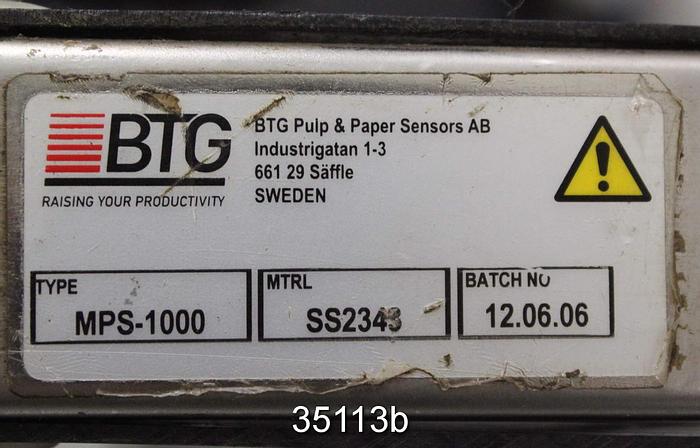 BTG
RAISING YOUR PRODUCTIVITY
BTG Pulp & Paper Sensors AB
Industrigatan 1-3
661 29 Säffle
SWEDEN
TYPE
MPS-1000
MTRL
SS2343
BATCH NO
12.06.06
35113b